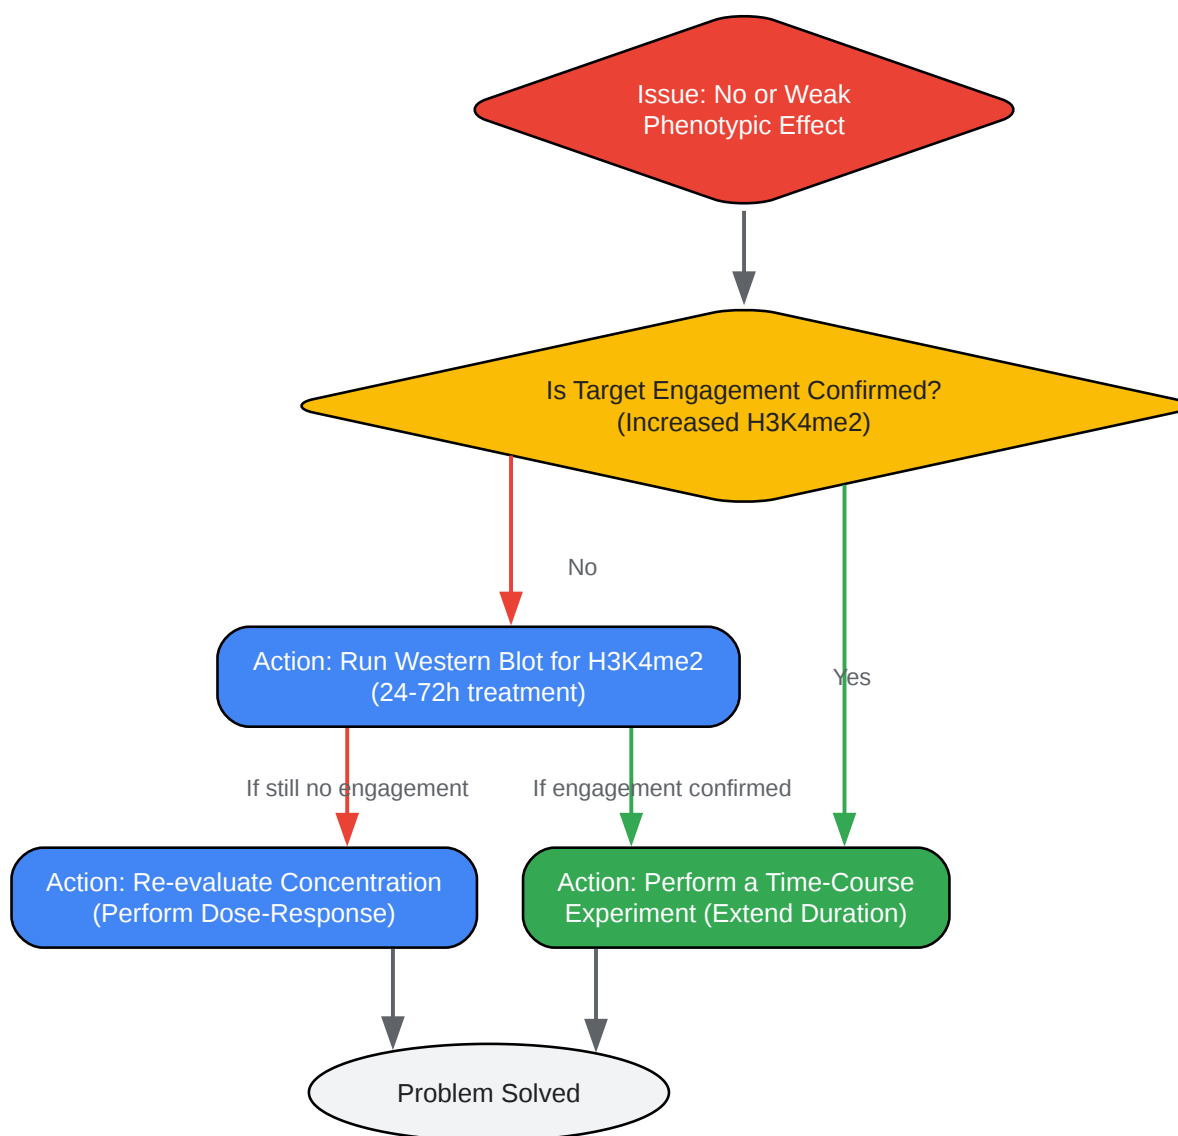 Issue: No or Weak
Phenotypic Effect
Is Target Engagement Confirmed?
(Increased H3K4me2)
No
Action: Run Western Blot for H3K4me2
(24-72h treatment)
Yes
If still no engagement
If engagement confirmed
Action: Re-evaluate Concentration
(Perform Dose-Response)
Action: Perform a Time-Course
Experiment (Extend Duration)
Problem Solved